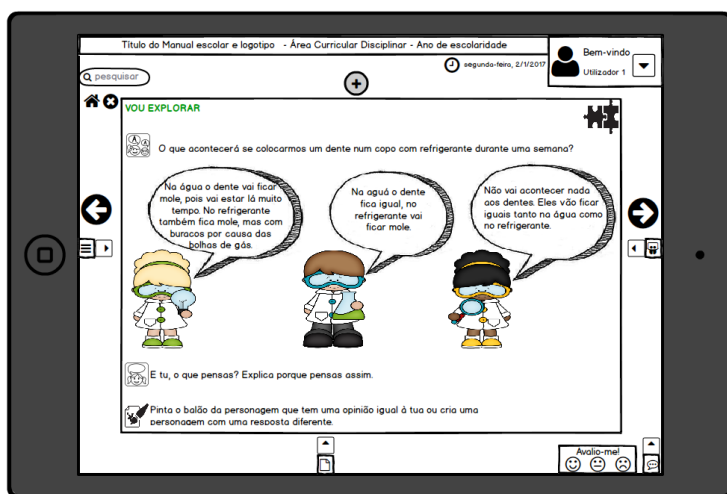 Título do Manual escolar e logotipo - Área Curricular Disciplinar - Ano de escolaridade
Bem-vindo
Utilizador 1
segunda-feira, 2/1/2017
pesquisar
VOU EXPLORAR
O que acontecerá se colocarmos um dente num copo com refrigerante durante uma semana?
Na água o dente vai ficar
mole, pois vai estar lá muito
tempo. No refrigerante
também fica mole, mas com
buracos por causa das
bolhas de gás.
Na aguá o dente
fica igual, no
refrigerante vai
ficar mole.
Não vai acontecer nada
aos dentes. Eles vão ficar
iguais tanto na água como
no refrigerante.
E tu, o que pensas? Explica porque pensas assim.
Pinta o balão da personagem que tem uma opinião igual à tua ou cria uma
personagem com uma resposta diferente.
Avalio-me!